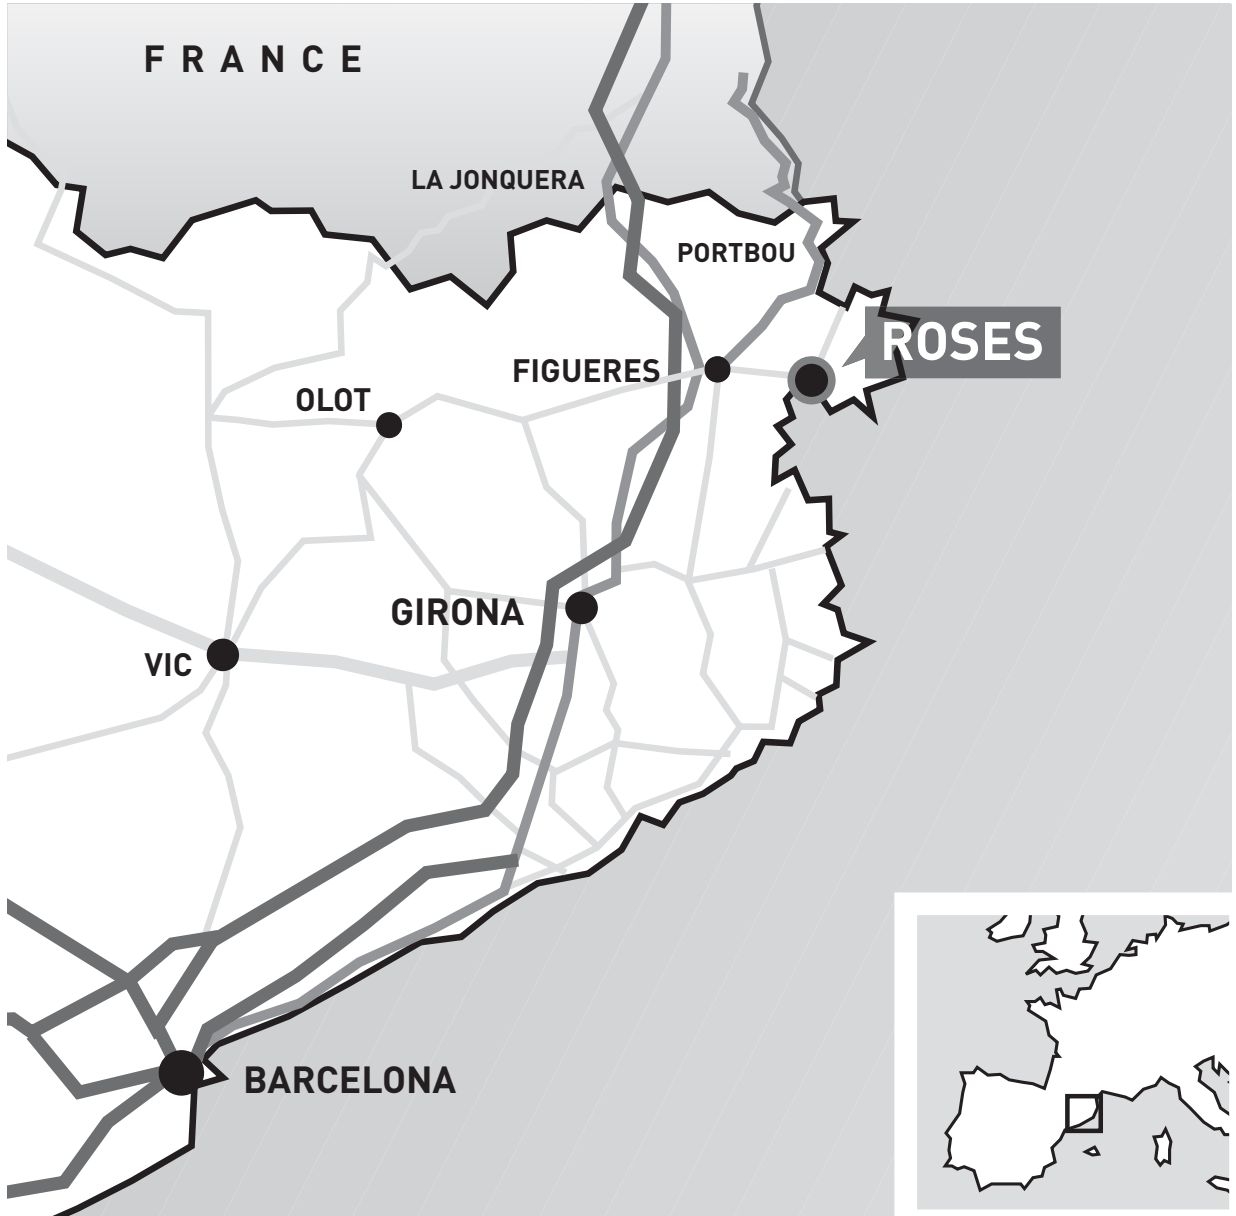 FRANCE
LA JONQUERA
PORTBOU
ROSES
FIGUERES
OLOT
GIRONA
VIC
BARCELONA